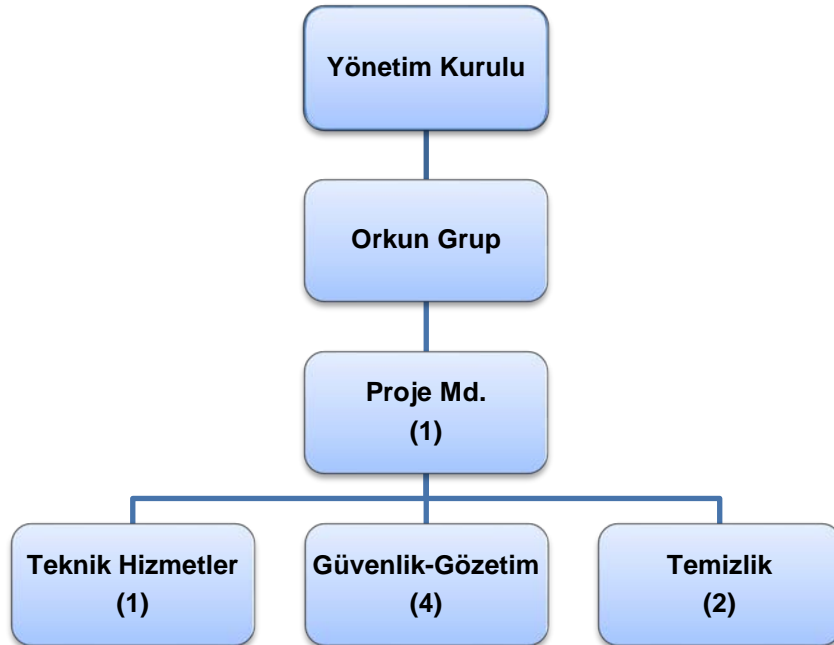 Yönetim Kurulu
Orkun Grup
Proje Md.
(1)
Teknik Hizmetler
(1)
Güvenlik-Gözetim
(4)
Temizlik
(2)